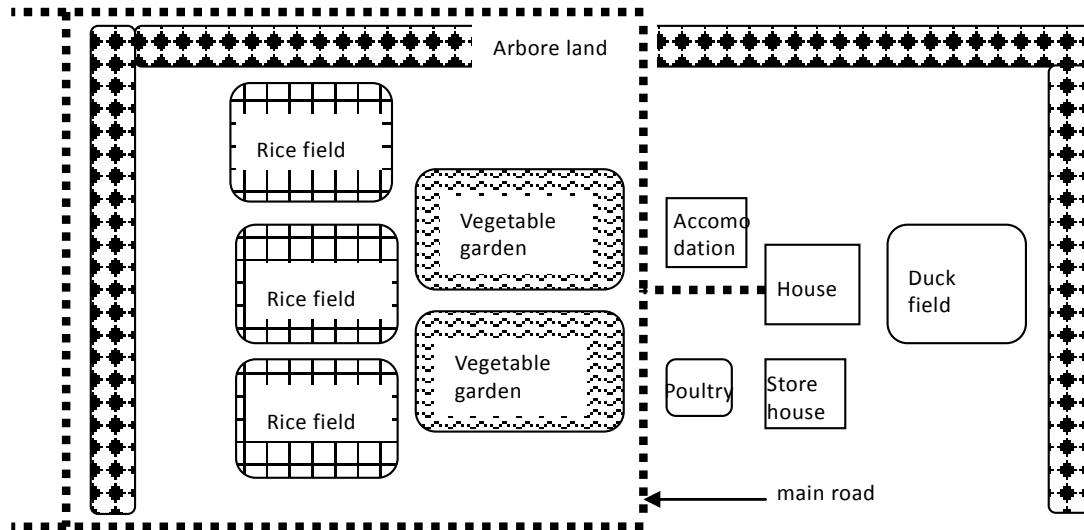 Arbore land
Rice field
Vegetable
garden
Accomo
dation
House
Duck
field
Rice field
Vegetable
garden
Poultry
Store
house
Rice field
main road